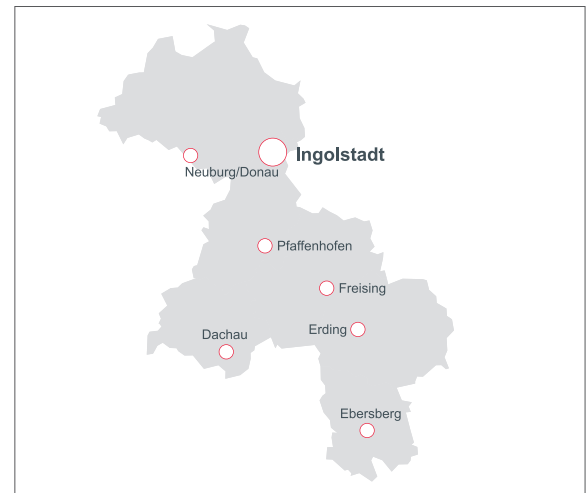 Ingolstadt
Neuburg/Donau
Pfaffenhofen
Freising
Erding
Dachau
Ebersberg